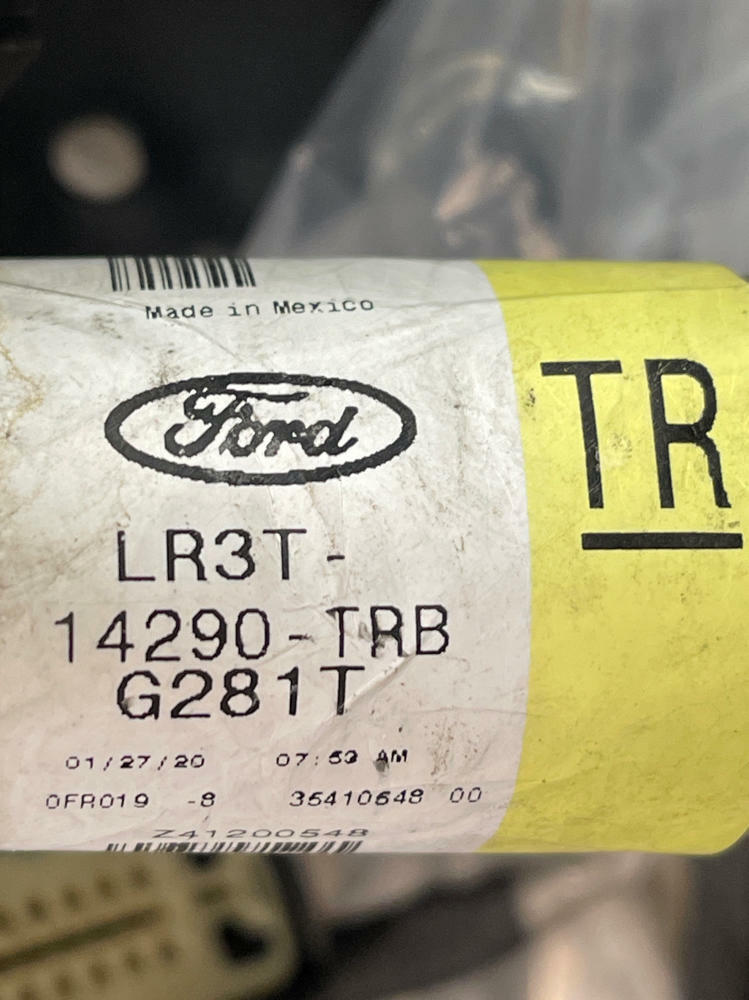 Made in Mexico
Ford
TR
LR3T-
14290-TRB
G281T
01/27/20 07:53 AM
0FR019 -8 35410648 00
Z41200548